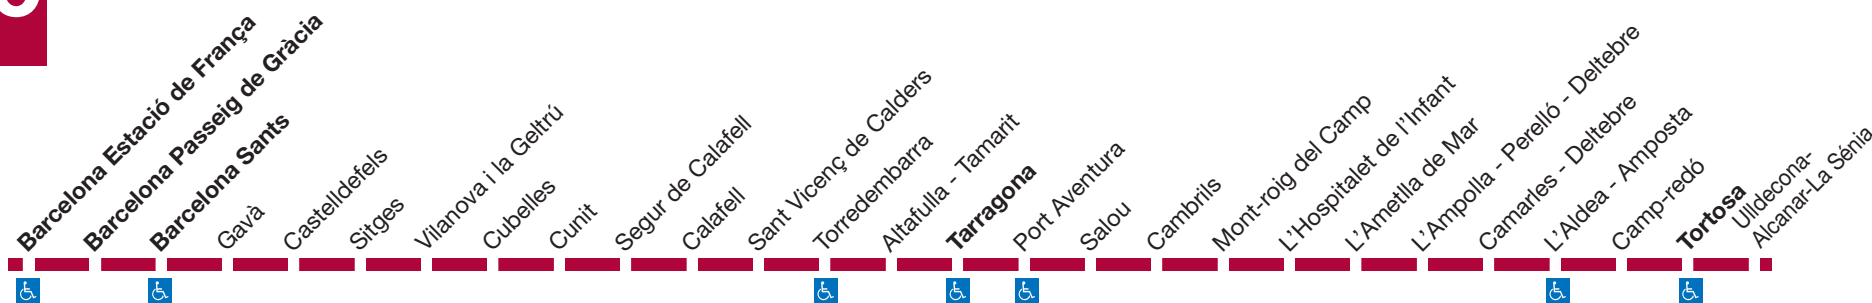 Barcelona Estació de França
Barcelona Passeig de Gràcia
Barcelona Sants
Gavà
Castelldefels
Sitges
Vilanova i la Geltrú
Cubelles
Cunit
Segur de Calafell
Calafell
Sant Vicenç de Calders
Torredembarra
Altafulla - Tamarit
Tarragona
Port Aventura
Salou
Cambrils
Mont-roig del Camp
L'Hospitalet de l'Infant
L'Ametlla de Mar
L'Ampolla - Perelló - Deltebre
Camarles - Deltebre
L'Aldea - Amposta
Camp-redó
Tortosa
Ulldecona-
Alcanar-La Sénia